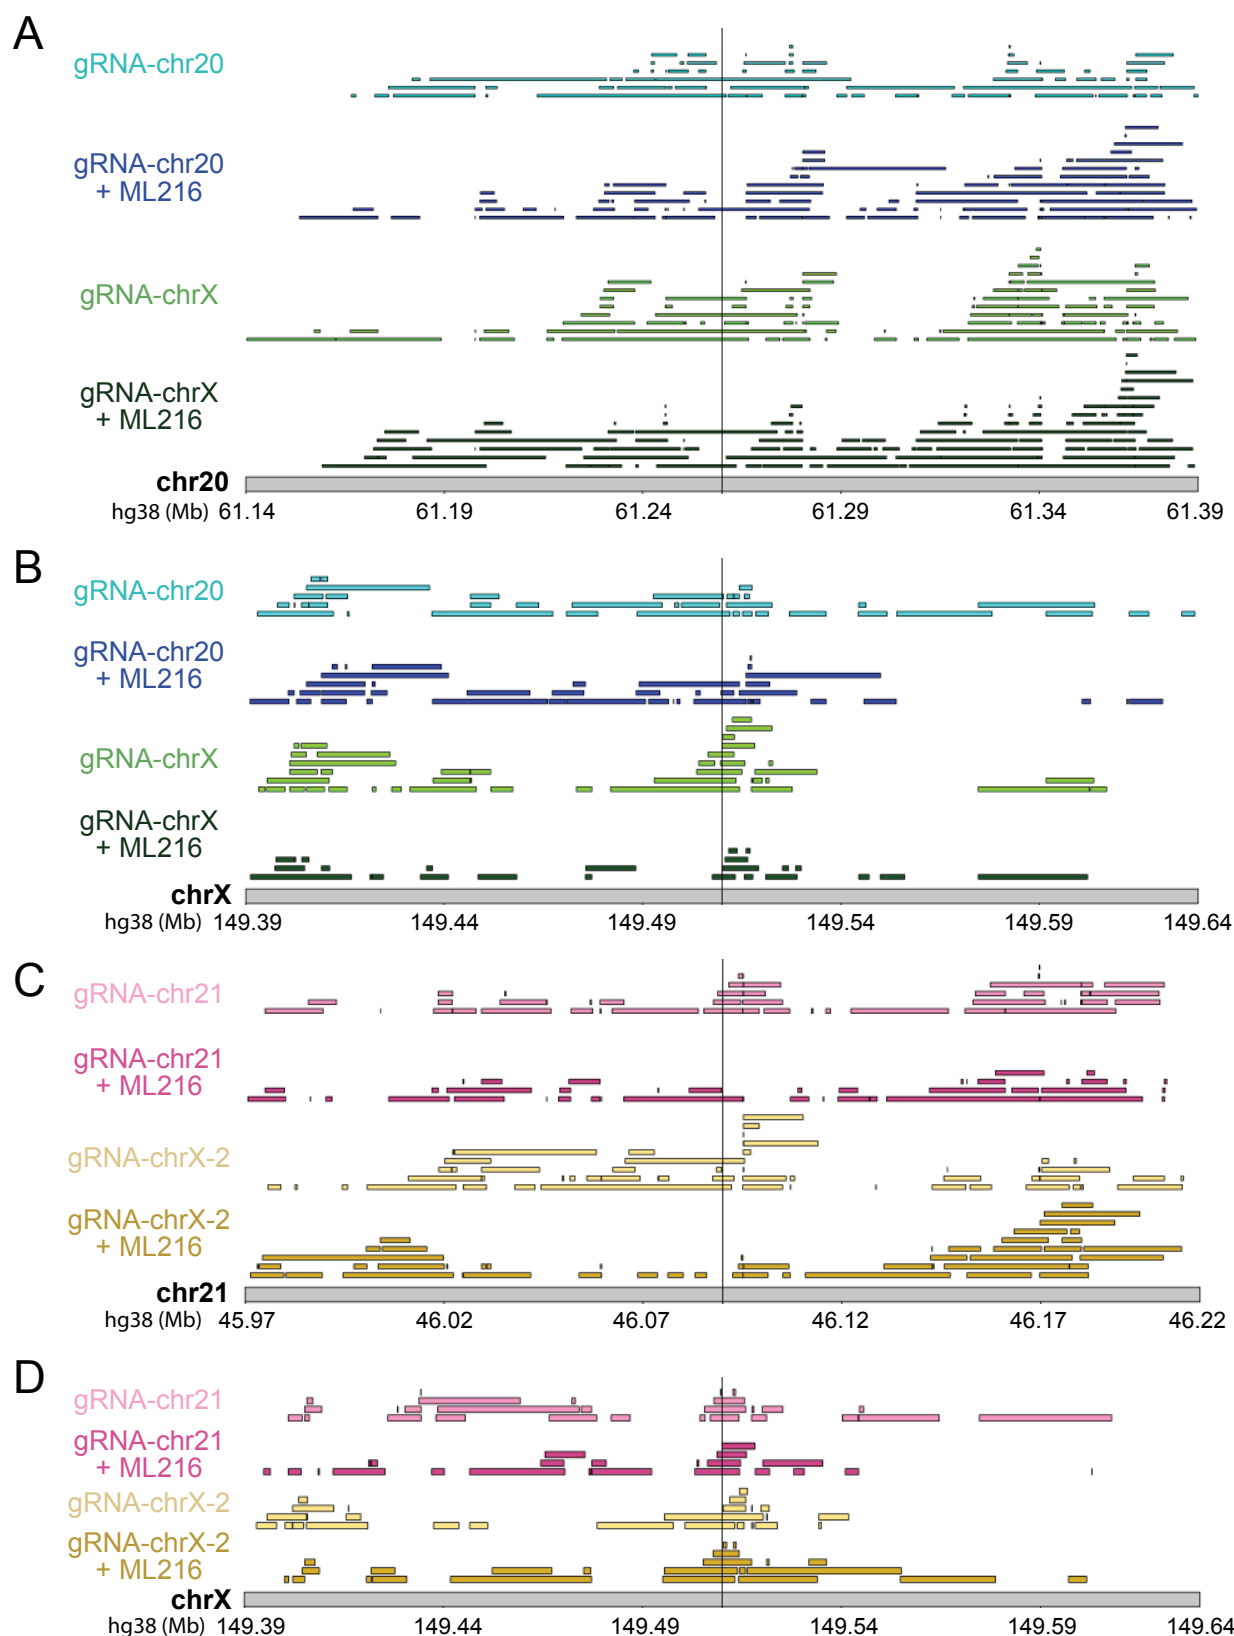 A
gRNA-chr20
gRNA-chr20
+ ML216
gRNA-chrX
gRNA-chrX
+ ML216
chr20
hg38 (Mb) 61.14 61.19 61.24 61.29 61.34 61.39
B
gRNA-chr20
gRNA-chr20
+ ML216
gRNA-chrX
gRNA-chrX
+ ML216
chrX
hg38 (Mb) 149.39 149.44 149.49 149.54 149.59 149.64
C
gRNA-chr21
gRNA-chr21
+ ML216
gRNA-chrX-2
gRNA-chrX-2
+ ML216
chr21
hg38 (Mb) 45.97 46.02 46.07 46.12 46.17 46.22
D
gRNA-chr21
gRNA-chr21
+ ML216
gRNA-chrX-2
gRNA-chrX-2
+ ML216
chrX
hg38 (Mb) 149.39 149.44 149.49 149.54 149.59 149.64